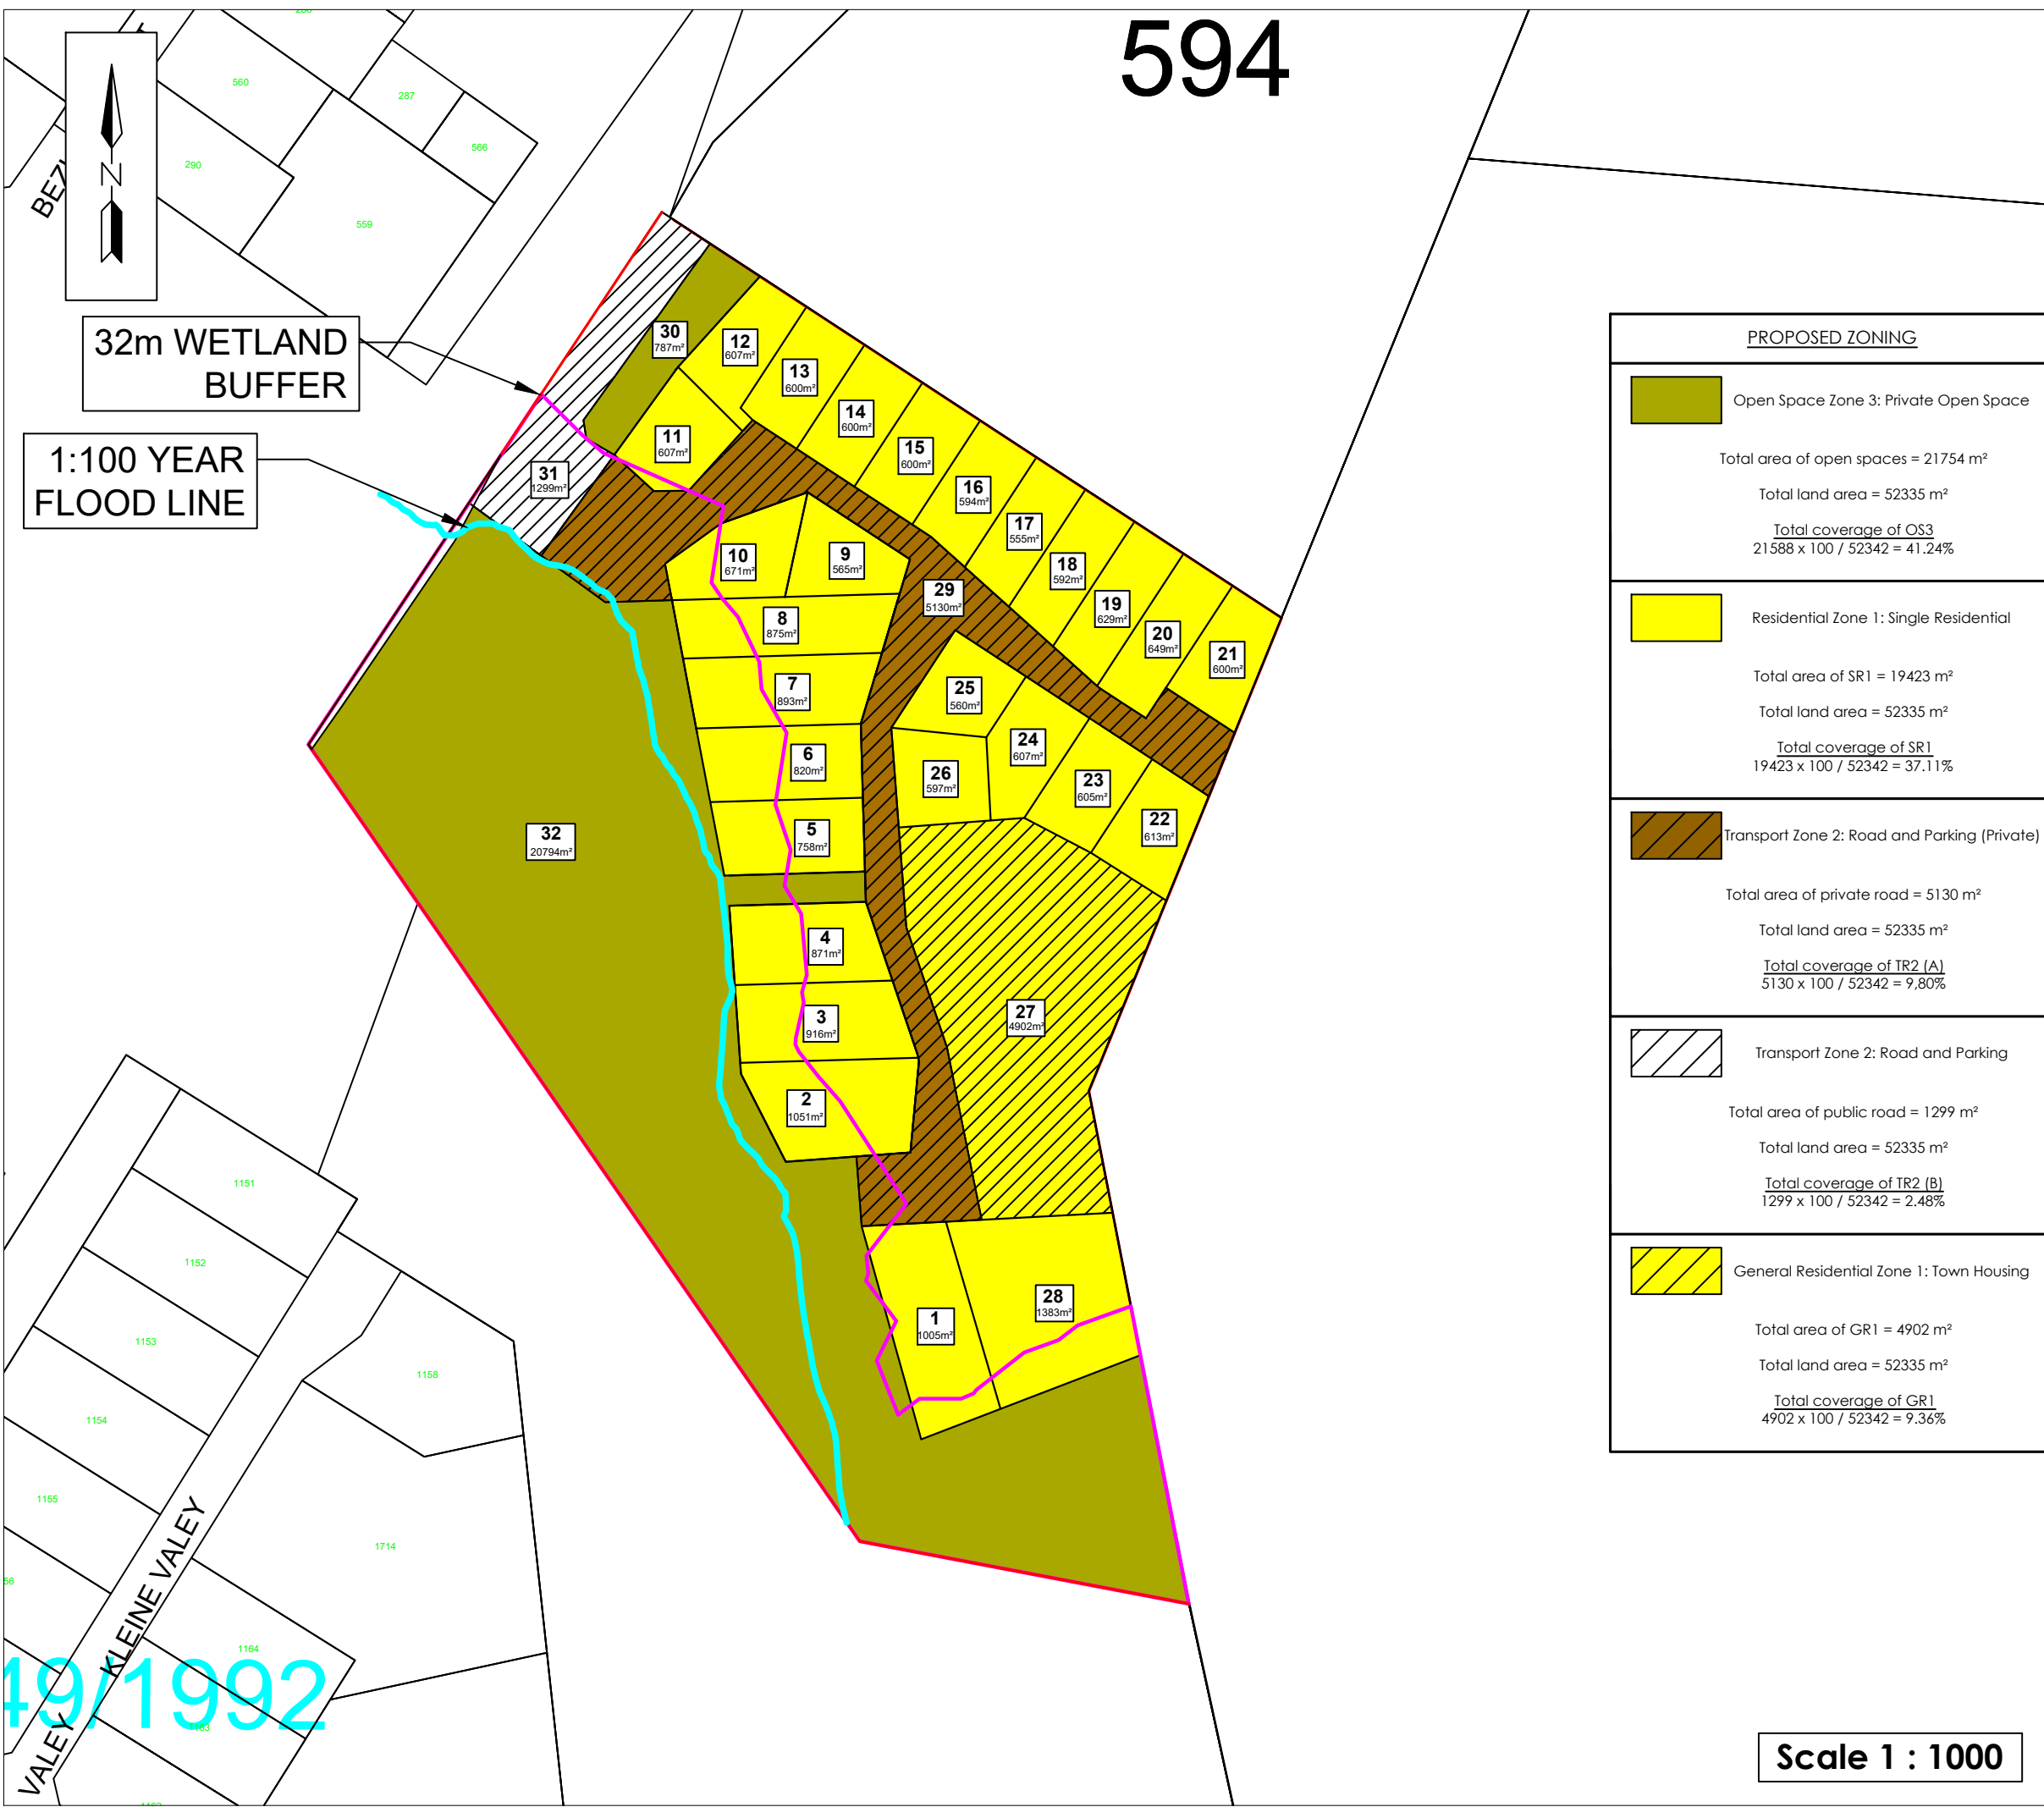 594
560
287
566
290
559
N
32m WETLAND
BUFFER
1:100 YEAR
FLOOD LINE
30
787m²
12
607m²
13
600m²
14
600m²
11
607m²
15
600m²
31
1299m²
16
594m²
17
555m²
10
671m²
9
565m²
18
592m²
29
5130m²
19
629m²
8
875m²
20
649m²
21
600m²
7
893m²
25
560m²
24
607m²
6
820m²
26
597m²
23
605m²
5
758m²
22
613m²
32
20794m²
4
871m²
3
916m²
27
4902m²
2
1051m²
1
1005m²
28
1383m²
1151
1152
1153
1158
1154
1155
1714
56
1164
1163
KLEINE VALEY
VALEY
49/1992
PROPOSED ZONING
Open Space Zone 3: Private Open Space
Total area of open spaces = 21754 m²
Total land area = 52335 m²
Total coverage of OS3
21588 x 100 / 52342 = 41.24%
Residential Zone 1: Single Residential
Total area of SR1 = 19423 m²
Total land area = 52335 m²
Total coverage of SR1
19423 x 100 / 52342 = 37.11%
Transport Zone 2: Road and Parking (Private)
Total area of private road = 5130 m²
Total land area = 52335 m²
Total coverage of TR2 (A)
5130 x 100 / 52342 = 9,80%
Transport Zone 2: Road and Parking
Total area of public road = 1299 m²
Total land area = 52335 m²
Total coverage of TR2 (B)
1299 x 100 / 52342 = 2.48%
General Residential Zone 1: Town Housing
Total area of GR1 = 4902 m²
Total land area = 52335 m²
Total coverage of GR1
4902 x 100 / 52342 = 9.36%
Scale 1 : 1000